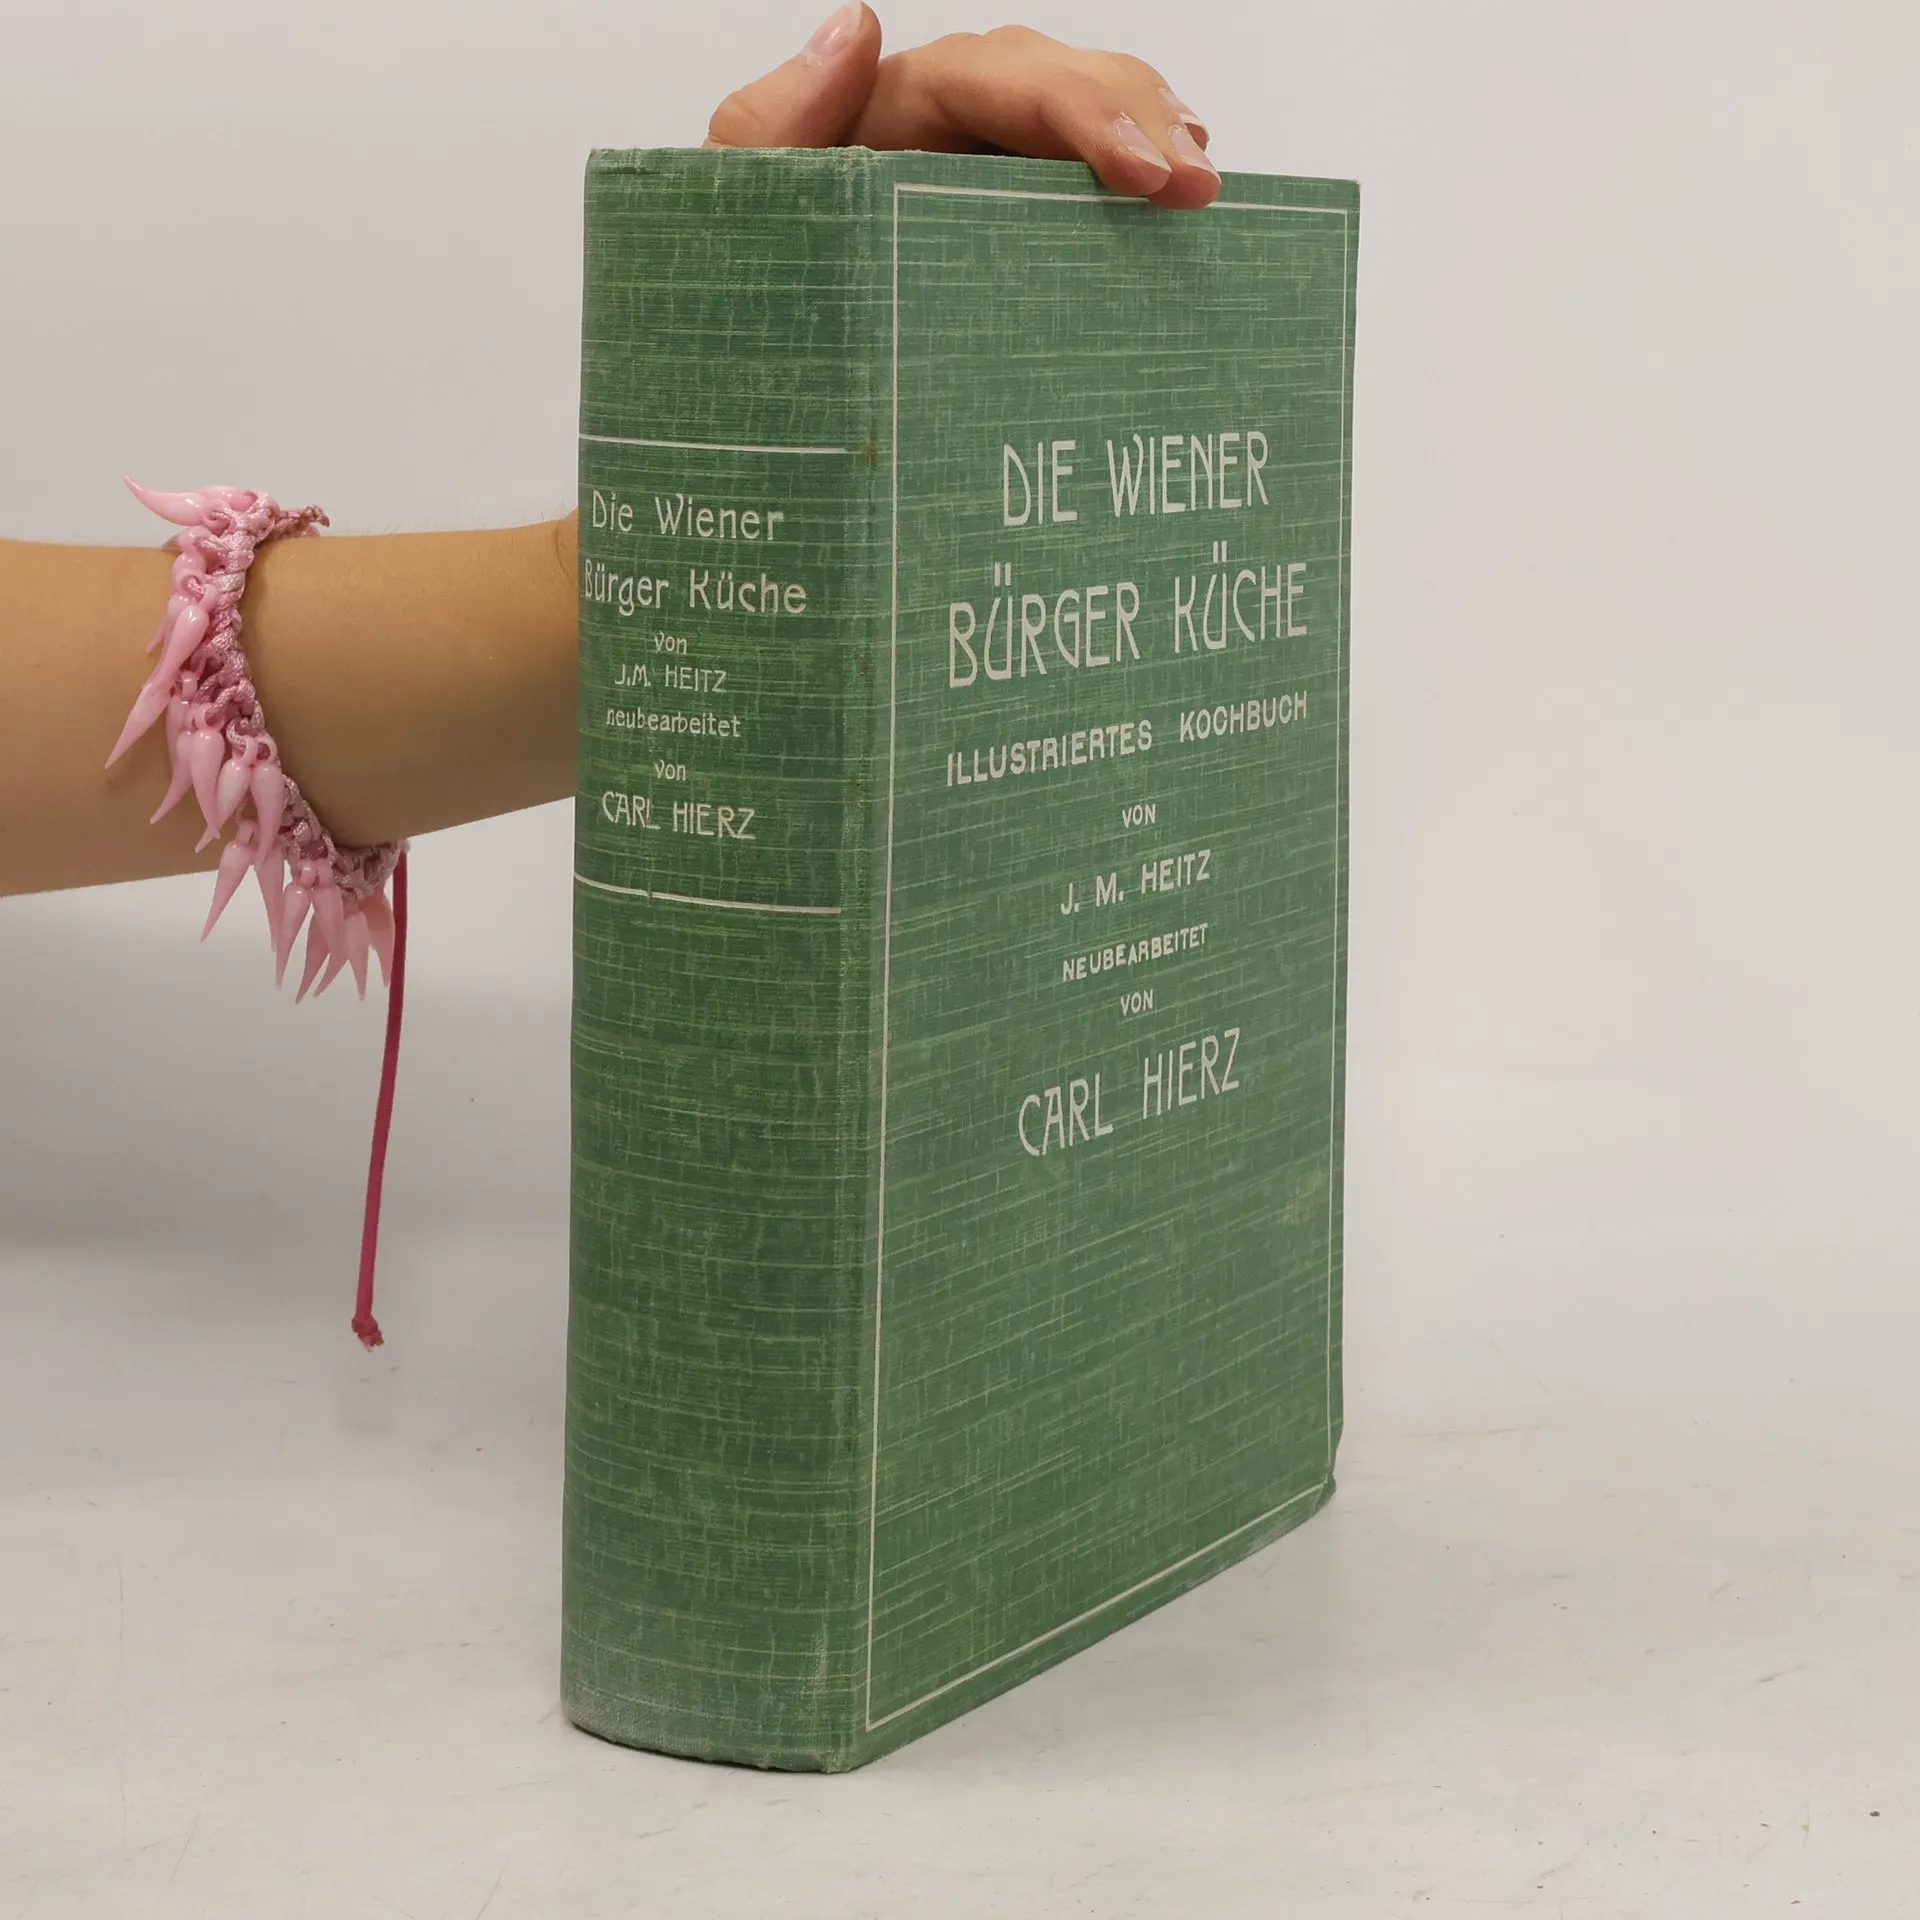 Die Wiener
Bürger Küche
von
J.M. HEITZ
neubearbeitet
von
CARL HIERZ
DIE WIENER
BÜRGER KÜCHE
ILLUSTRIERTES KOCHBUCH
VON
J. M. HEITZ
NEUBEARBEITET
VON
CARL HIERZ